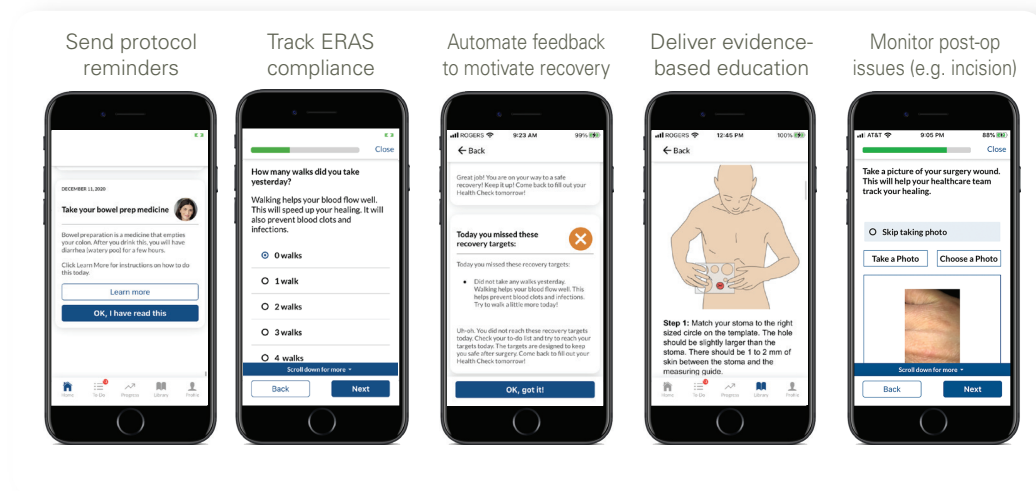 Send protocol
reminders
DECEMBER 11, 2020
Take your bowel prep medicine
Bowel preparation is a medicine that empties
your colon. After you drink this, you will have
diarrhea (watery poo) for a few hours.
Click Learn More for instructions on how to do
this today.
Learn more
OK, I have read this
Home To Do Progress Library Profile
Track ERAS
compliance
Close
How many walks did you take
yesterday?
Walking helps your blood flow well.
This will speed up your healing. It will
also prevent blood clots and
infections.
0 walks
1 walk
2 walks
3 walks
4 walks
Scroll down for more
Back Next
Automate feedback
to motivate recovery
ROGERS 9:23 AM 99%
Back
Great job! You are on your way to a safe
recovery! Keep it up! Come back to fill out your
Health Check tomorrow!
Today you missed these
recovery targets:
Today you missed these recovery targets:
• Did not take any walks yesterday.
Walking helps your blood flow well. This
helps prevent blood clots and infections.
Try to walk a little more today!
Uh-oh. You did not reach these recovery targets
today. Check your to-do list and try to reach your
targets today. The targets are designed to keep
you safe after surgery. Come back to fill out your
Health Check tomorrow!
OK, got it!
Deliver evidence-
based education
ROGERS 12:45 PM 100%
Back
Step 1: Match your stoma to the right
sized circle on the template. The hole
should be slightly larger than the
stoma. There should be 1 to 2 mm of
skin between the stoma and the
measuring guide.
Home To Do Progress Library Profile
Monitor post-op
issues (e.g. incision)
AT&T 9:05 PM 88%
Close
Take a picture of your surgery wound.
This will help your healthcare team
track your healing.
Skip taking photo
Take a Photo Choose a Photo
Scroll down for more
Back Next